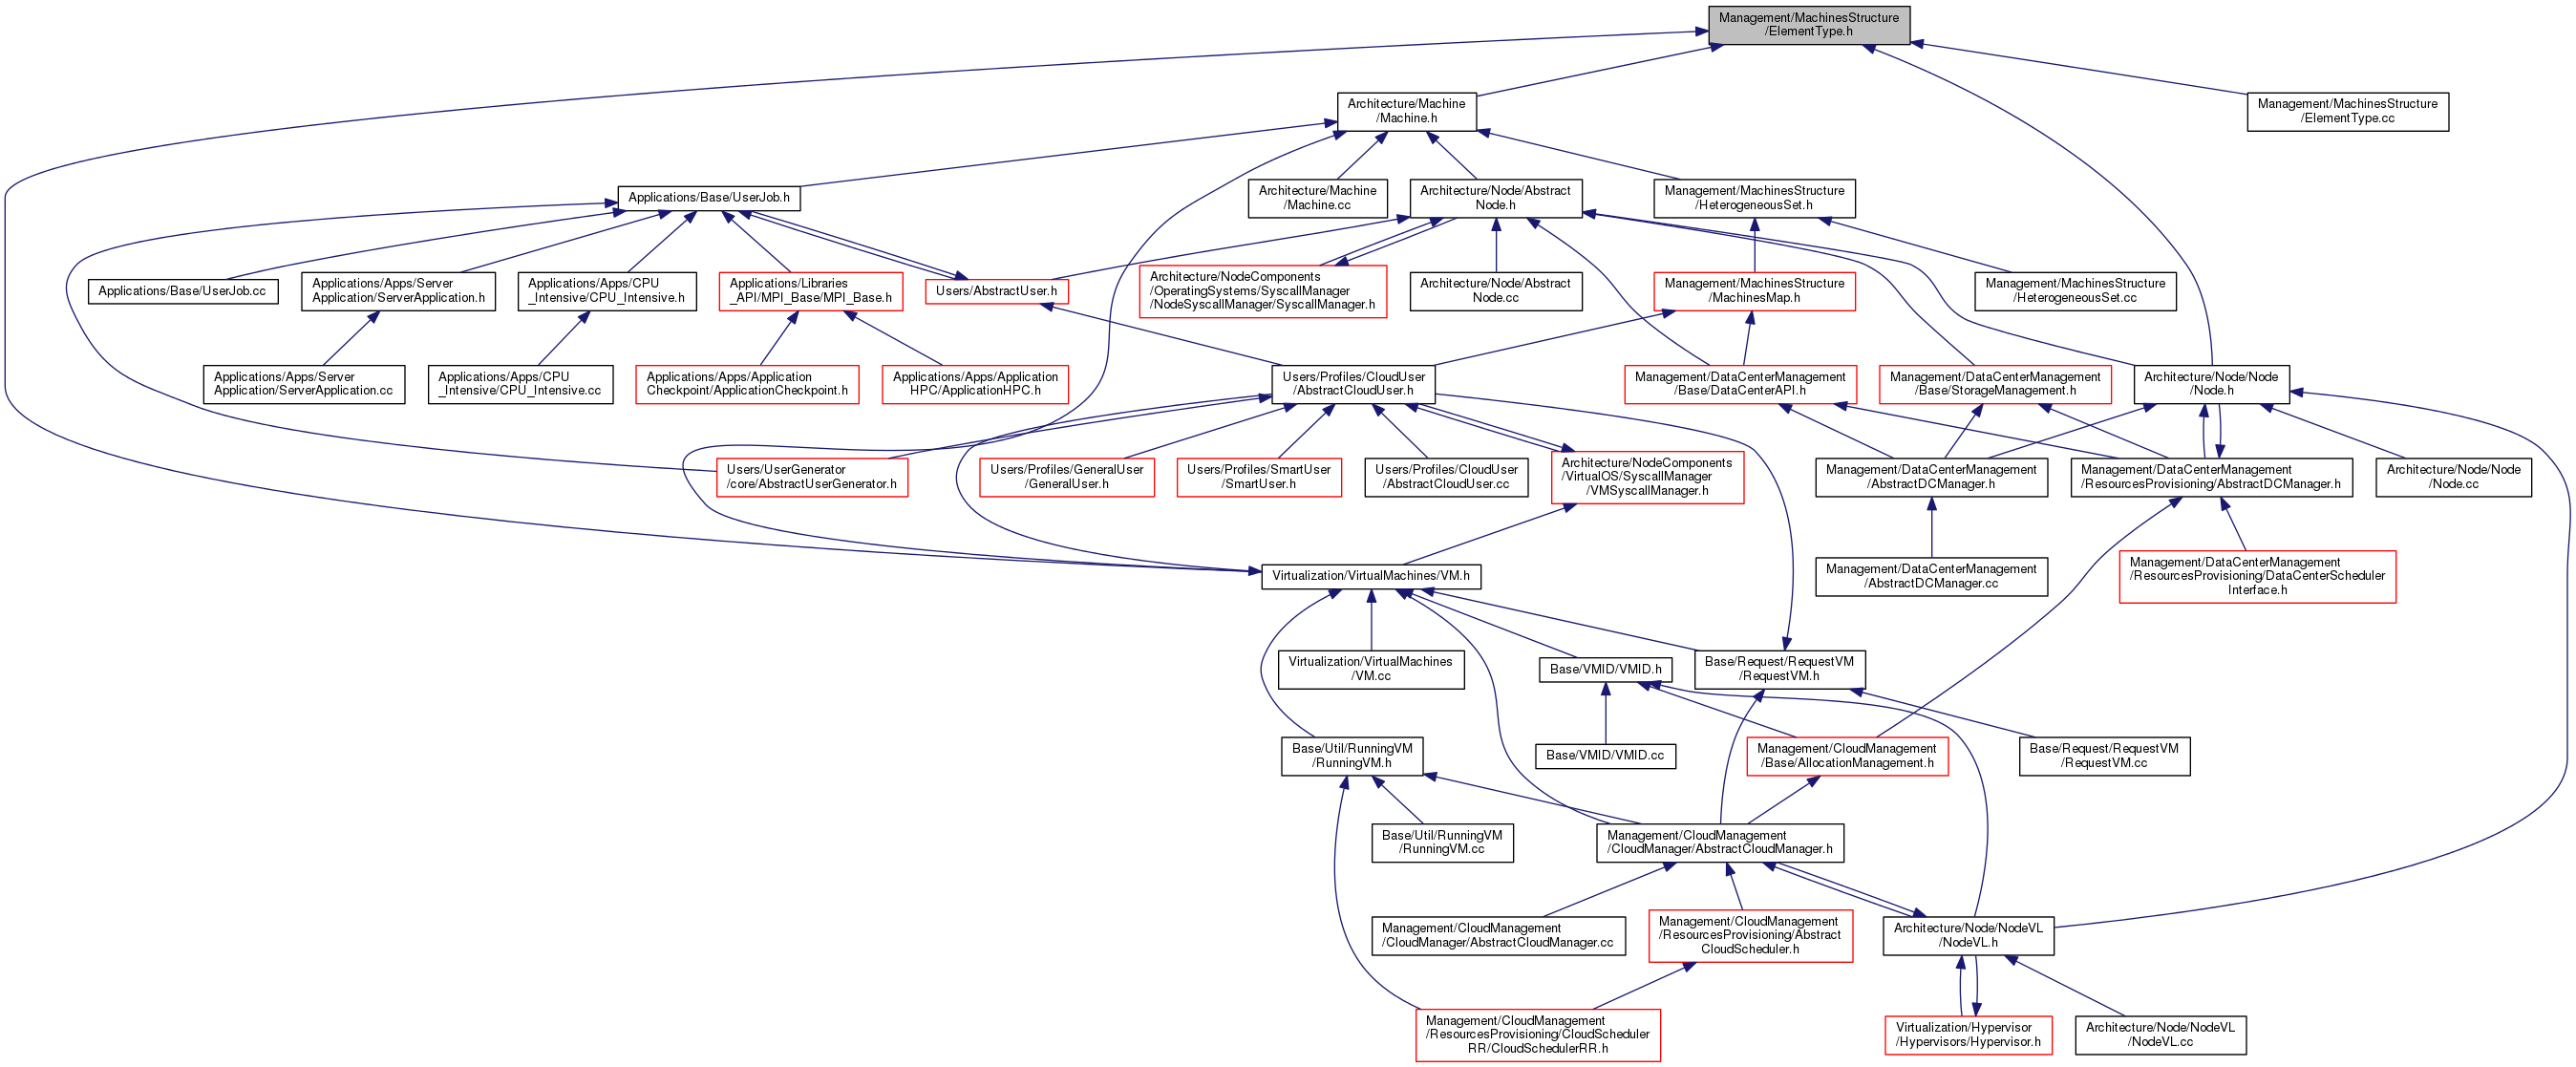 Management/MachinesStructure
/ElementType.h
Architecture/Machine
/Machine.h
Management/MachinesStructure
/ElementType.cc
Applications/Base/UserJob.h
Architecture/Machine
/Machine.cc
Architecture/Node/Abstract
Node.h
Management/MachinesStructure
/HeterogeneousSet.h
Applications/Base/UserJob.cc
Applications/Apps/Server
Application/ServerApplication.h
Applications/Apps/CPU
_Intensive/CPU_Intensive.h
Applications/Libraries
_API/MPI_Base/MPI_Base.h
Users/AbstractUser.h
Architecture/NodeComponents
/OperatingSystems/SyscallManager
/NodeSyscallManager/SyscallManager.h
Architecture/Node/Abstract
Node.cc
Management/MachinesStructure
/MachinesMap.h
Management/MachinesStructure
/HeterogeneousSet.cc
Applications/Apps/Server
Application/ServerApplication.cc
Applications/Apps/CPU
_Intensive/CPU_Intensive.cc
Applications/Apps/Application
Checkpoint/ApplicationCheckpoint.h
Applications/Apps/Application
HPC/ApplicationHPC.h
Users/Profiles/CloudUser
/AbstractCloudUser.h
Management/DataCenterManagement
/Base/DataCenterAPI.h
Management/DataCenterManagement
/Base/StorageManagement.h
Architecture/Node/Node
/Node.h
Users/UserGenerator
/core/AbstractUserGenerator.h
Users/Profiles/GeneralUser
/GeneralUser.h
Users/Profiles/SmartUser
/SmartUser.h
Users/Profiles/CloudUser
/AbstractCloudUser.cc
Architecture/NodeComponents
/VirtualOS/SyscallManager
/VMSyscallManager.h
Management/DataCenterManagement
/AbstractDCManager.h
Management/DataCenterManagement
/ResourcesProvisioning/AbstractDCManager.h
Architecture/Node/Node
/Node.cc
Virtualization/VirtualMachines/VM.h
Management/DataCenterManagement
/AbstractDCManager.cc
Management/DataCenterManagement
/ResourcesProvisioning/DataCenterScheduler
Interface.h
Virtualization/VirtualMachines
/VM.cc
Base/VMID/VMID.h
Base/Request/RequestVM
/RequestVM.h
Base/Util/RunningVM
/RunningVM.h
Base/VMID/VMID.cc
Management/CloudManagement
/Base/AllocationManagement.h
Base/Request/RequestVM
/RequestVM.cc
Base/Util/RunningVM
/RunningVM.cc
Management/CloudManagement
/CloudManager/AbstractCloudManager.h
Management/CloudManagement
/CloudManager/AbstractCloudManager.cc
Management/CloudManagement
/ResourcesProvisioning/Abstract
CloudScheduler.h
Architecture/Node/NodeVL
/NodeVL.h
Management/CloudManagement
/ResourcesProvisioning/CloudScheduler
RR/CloudSchedulerRR.h
Virtualization/Hypervisor
/Hypervisors/Hypervisor.h
Architecture/Node/NodeVL
/NodeVL.cc